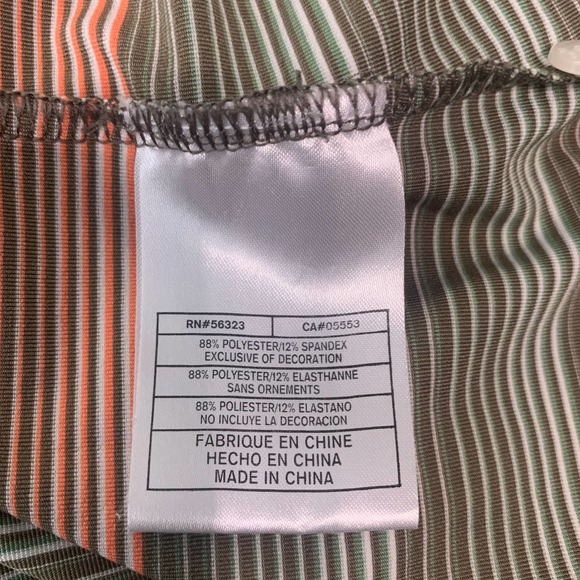 RN#56323 CA#05553
88% POLYESTER/12% SPANDEX
EXCLUSIVE OF DECORATION
88% POLYESTER/12% ELASTHANNE
SANS ORNEMENTS
88% POLIESTER/12% ELASTANO
NO INCLUYE LA DECORACION
FABRIQUE EN CHINE
HECHO EN CHINA
MADE IN CHINA